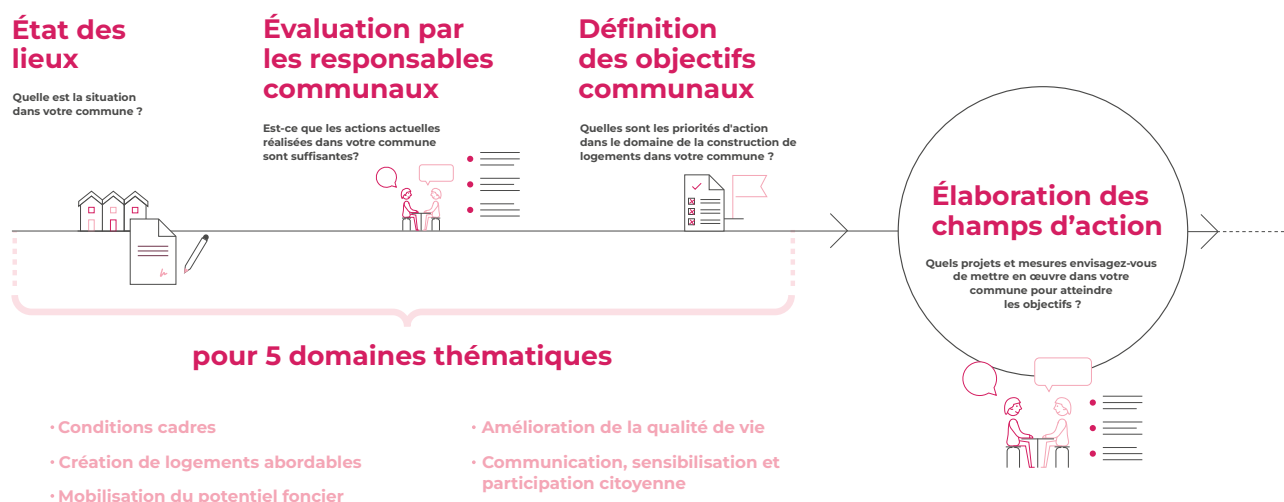 État des
lieux
Quelle est la situation
dans votre commune ?
Évaluation par
les responsables
communaux
Est-ce que les actions actuelles
réalisées dans votre commune
sont suffisantes?
Définition
des objectifs
communaux
Quelles sont les priorités d'action
dans le domaine de la construction de
logements dans votre commune ?
Élaboration des
champs d’action
Quels projets et mesures envisagez-vous
de mettre en œuvre dans votre
commune pour atteindre
les objectifs ?
pour 5 domaines thématiques
• Conditions cadres
• Création de logements abordables
• Mobilisation du potentiel foncier
• Amélioration de la qualité de vie
• Communication, sensibilisation et
participation citoyenne